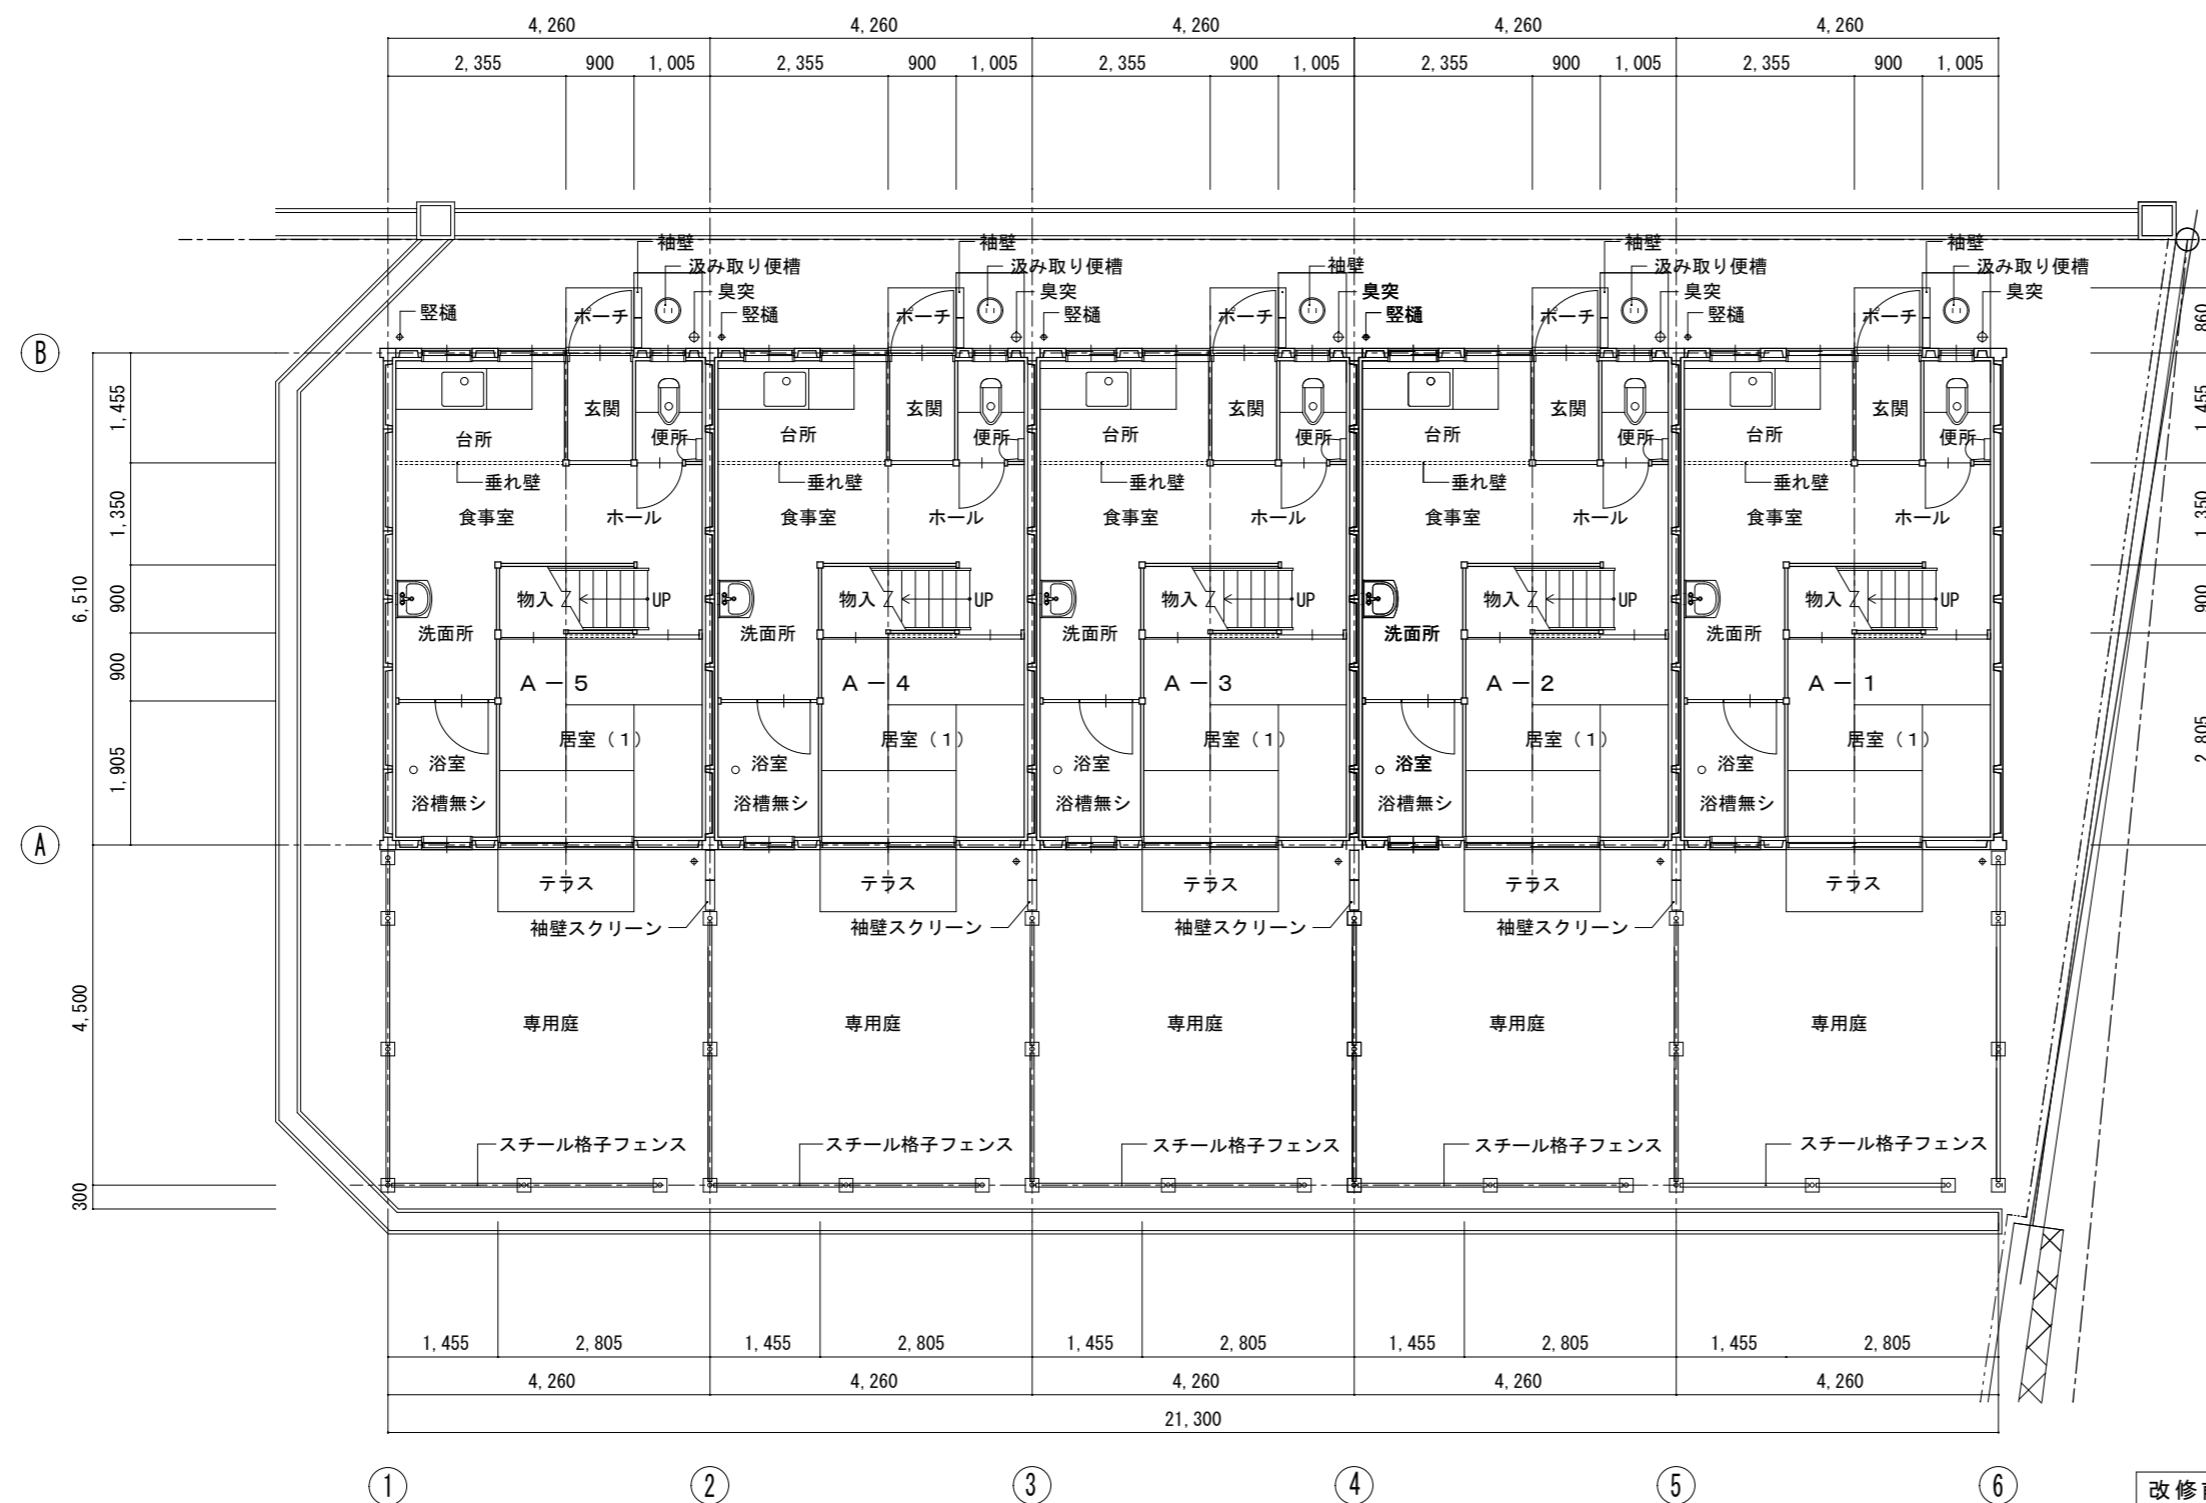 4,260 4,260 4,260 4,260 4,260
2,355 900 1,005 2,355 900 1,005 2,355 900 1,005 2,355 900 1,005 2,355 900 1,005
袖壁 袖壁 袖壁 袖壁 袖壁
汲み取り便槽 汲み取り便槽 汲み取り便槽 汲み取り便槽
臭突 臭突 臭突 臭突 臭突
竪樋 竪樋 竪樋 竪樋 竪樋
ポーチ ポーチ ポーチ ポーチ ポーチ
860
B
1,455 1,455
玄関 玄関 玄関 玄関 玄関
台所 便所 台所 便所 台所 便所 台所 便所 台所 便所
垂れ壁 垂れ壁 垂れ壁 垂れ壁 垂れ壁
1,350 1,350
食事室 ホール 食事室 ホール 食事室 ホール 食事室 ホール 食事室 ホール
6,510
900 900
物入 UP 物入 UP 物入 UP 物入 UP 物入 UP
洗面所 洗面所 洗面所 洗面所 洗面所
900
A-5 A-4 A-3 A-2 A-1
居室(1) 居室(1) 居室(1) 居室(1) 居室(1)
2,805
浴室 浴室 浴室 浴室 浴室
1,905
浴槽無シ 浴槽無シ 浴槽無シ 浴槽無シ 浴槽無シ
A
テラス テラス テラス テラス テラス
袖壁スクリーン 袖壁スクリーン 袖壁スクリーン 袖壁スクリーン
4,500
専用庭 専用庭 専用庭 専用庭 専用庭
スチール格子フェンス スチール格子フェンス スチール格子フェンス スチール格子フェンス スチール格子フェンス
300
1,455 2,805 1,455 2,805 1,455 2,805 1,455 2,805 1,455 2,805
4,260 4,260 4,260 4,260 4,260
21,300
1 2 3 4 5 6
改修